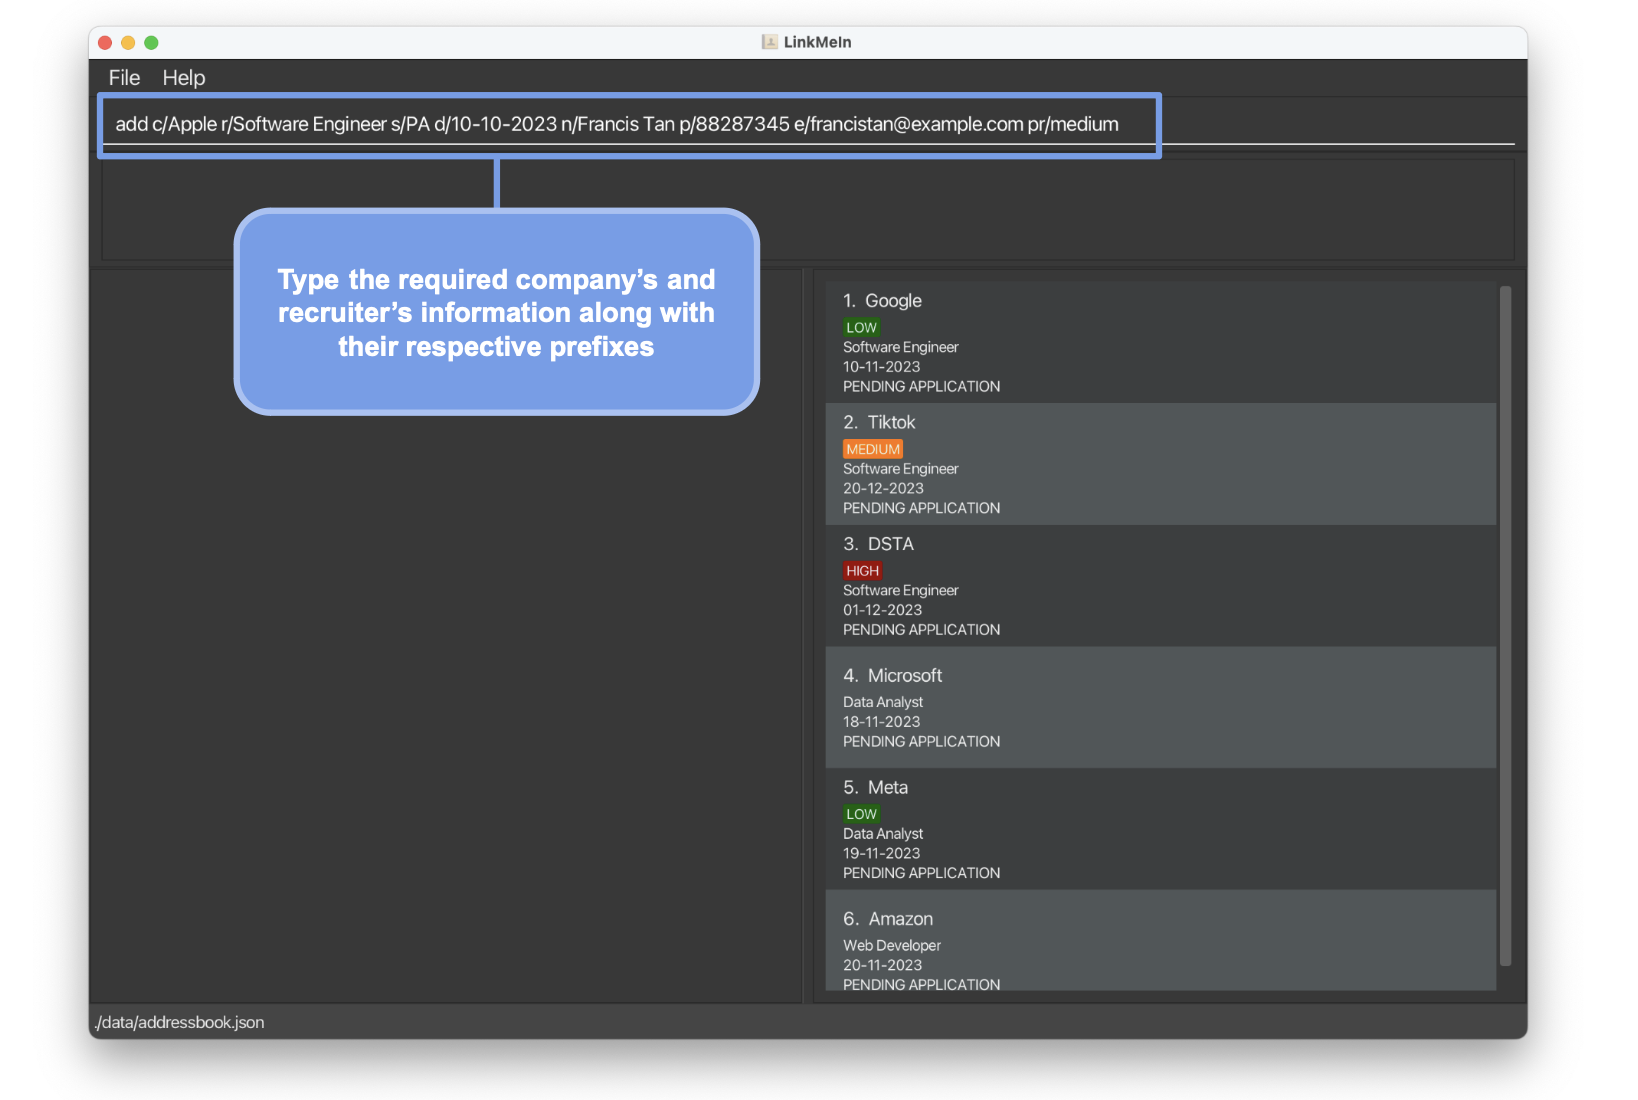 LinkMeIn
File Help
add c/Apple r/Software Engineer s/PA d/10-10-2023 n/Francis Tan p/88287345 e/francistan@example.com pr/medium
Type the required company’s and
recruiter’s information along with
their respective prefixes
1. Google
LOW
Software Engineer
10-11-2023
PENDING APPLICATION
2. Tiktok
MEDIUM
Software Engineer
20-12-2023
PENDING APPLICATION
3. DSTA
HIGH
Software Engineer
01-12-2023
PENDING APPLICATION
4. Microsoft
Data Analyst
18-11-2023
PENDING APPLICATION
5. Meta
LOW
Data Analyst
19-11-2023
PENDING APPLICATION
6. Amazon
Web Developer
20-11-2023
PENDING APPLICATION
./data/addressbook.json